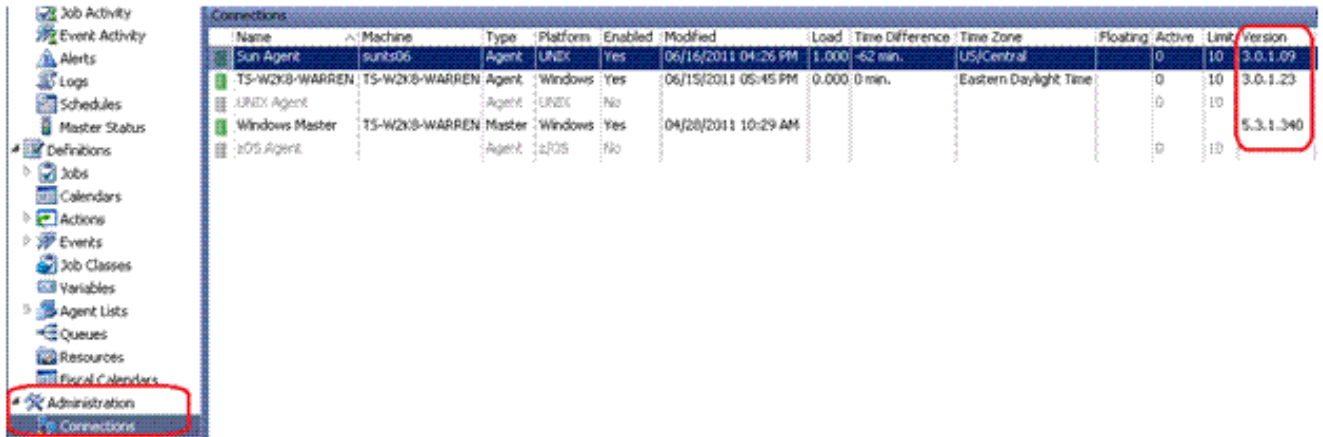 Job Activity
Event Activity
Alerts
Logs
Schedules
Master Status
Definitions
Jobs
Calendars
Actions
Events
Job Classes
Variables
Agent Lists
Queues
Resources
Fiscal Calendars
Administration
Connections
Connections
Name Machine Type Platform Enabled Modified Load Time Difference Time Zone Floating Active Limit Version
Sun Agent sunts06 Agent UNIX Yes 06/16/2011 04:26 PM 1.000 -62 min. US/Central 0 10 3.0.1.09
TS-W2K8-WARREN TS-W2K8-WARREN Agent Windows Yes 06/15/2011 05:45 PM 0.000 0 min. Eastern Daylight Time 0 10 3.0.1.23
UNIX Agent Agent UNIX No 0 10
Windows Master TS-W2K8-WARREN Master Windows Yes 04/28/2011 10:29 AM 5.3.1.340
zOS Agent Agent z/OS No 0 10